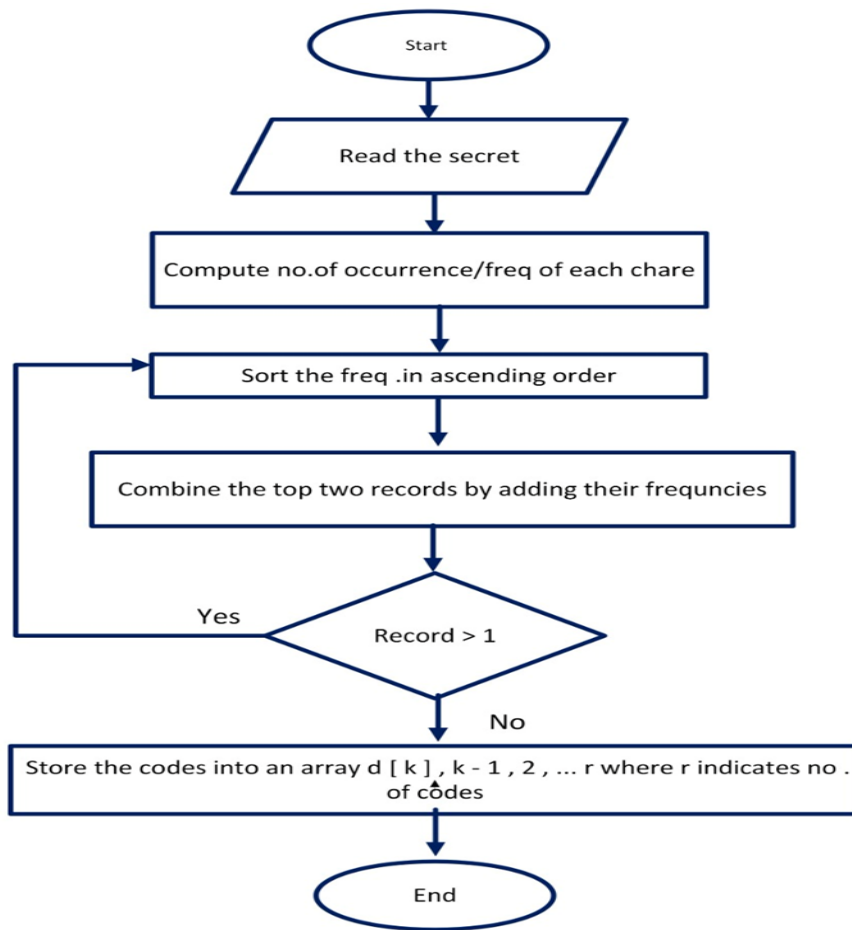 Start
Read the secret
Compute no.of occurrence/freq of each chare
Sort the freq .in ascending order
Combine the top two records by adding their frequncies
Yes
Record > 1
No
Store the codes into an array d [ k ] , k - 1 , 2 , ... r where r indicates no .
of codes
End